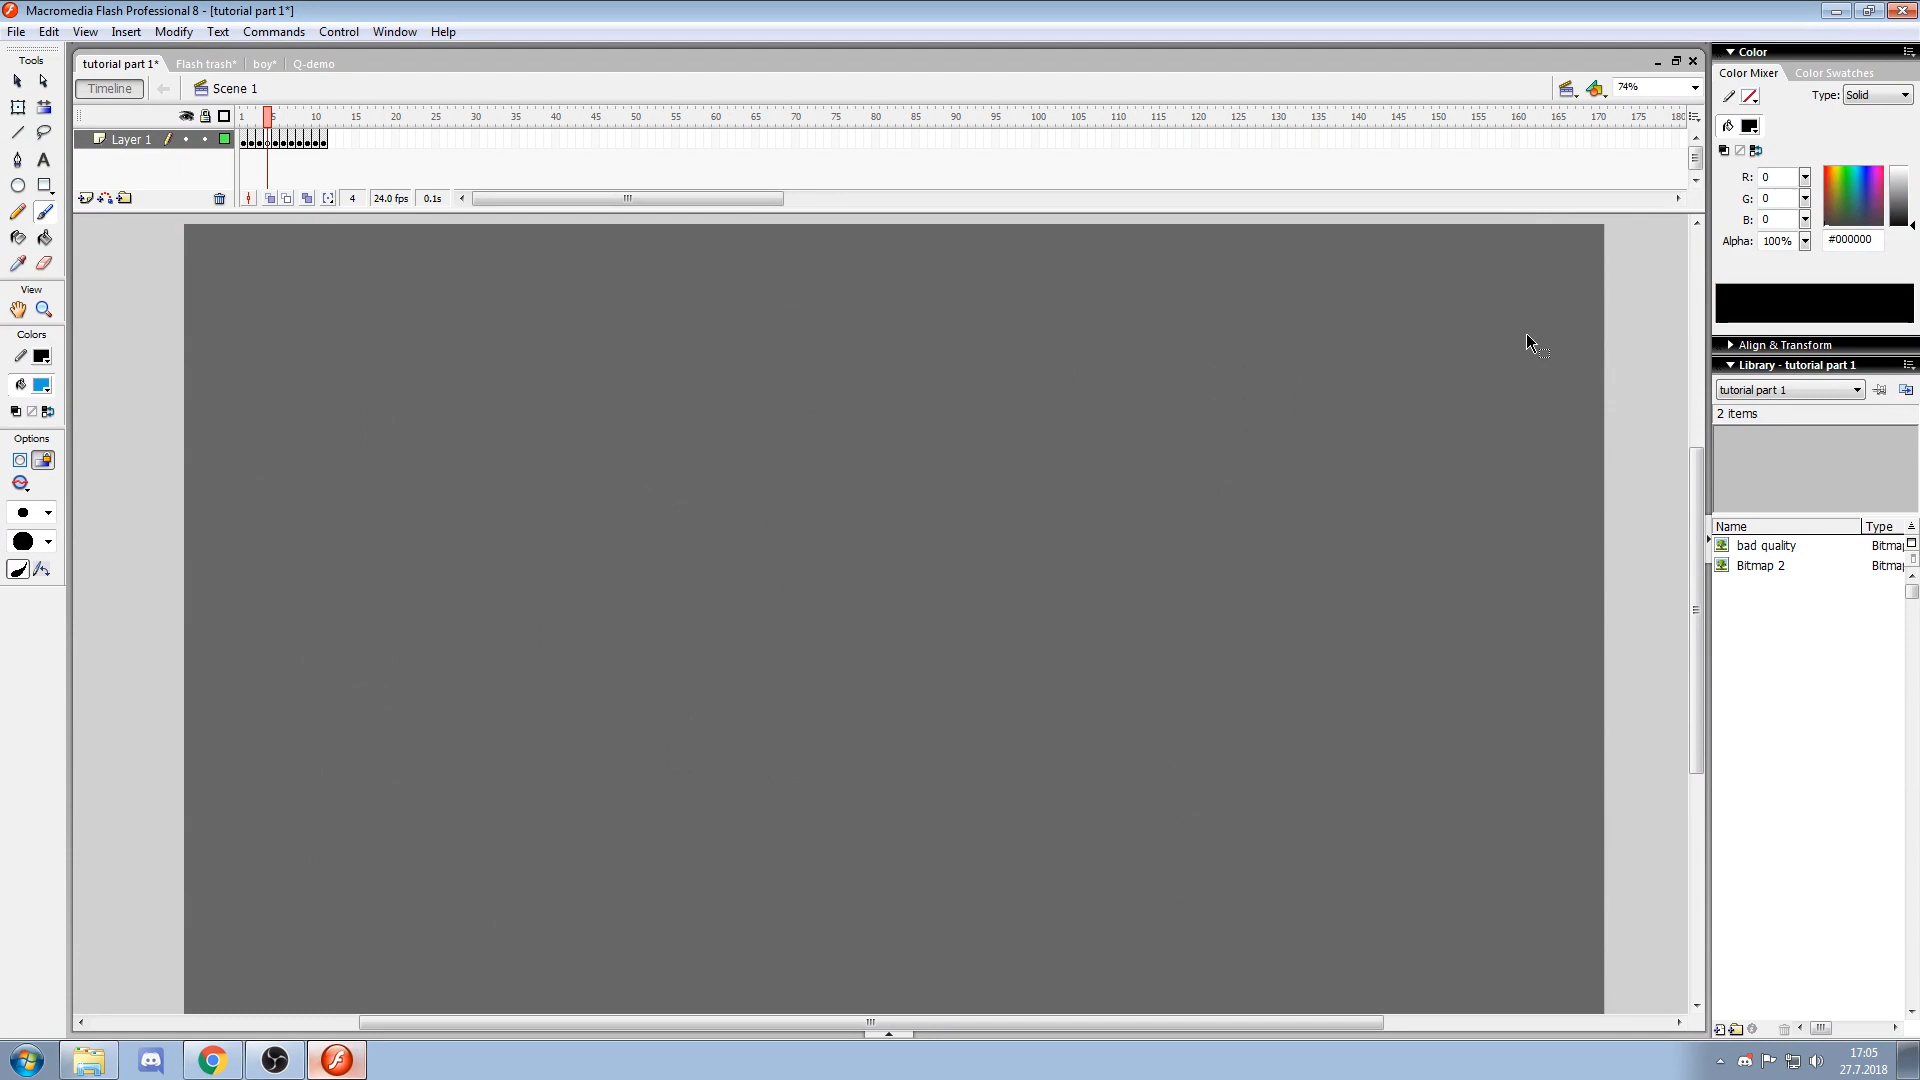 Macromedia Flash Professional 8 - [tutorial part 1*]
File Edit View Insert Modify Text Commands Control Window Help
Tools
tutorial part 1* Flash trash* boy* Q-demo
Timeline Scene 1 74%
1 5 10 15 20 25 30 35 40 45 50 55 60 65 70 75 80 85 90 95 100 105 110 115 120 125 130 135 140 145 150 155 160 165 170 175 180
Layer 1
4 24.0 fps 0.1s
View
Colors
Options
Color
Color Mixer Color Swatches
Type: Solid
R: 0
G: 0
B: 0
Alpha: 100% #000000
Align & Transform
Library - tutorial part 1
tutorial part 1
2 items
Name Type
bad quality Bitma
Bitmap 2 Bitma
17:05
27.7.2018